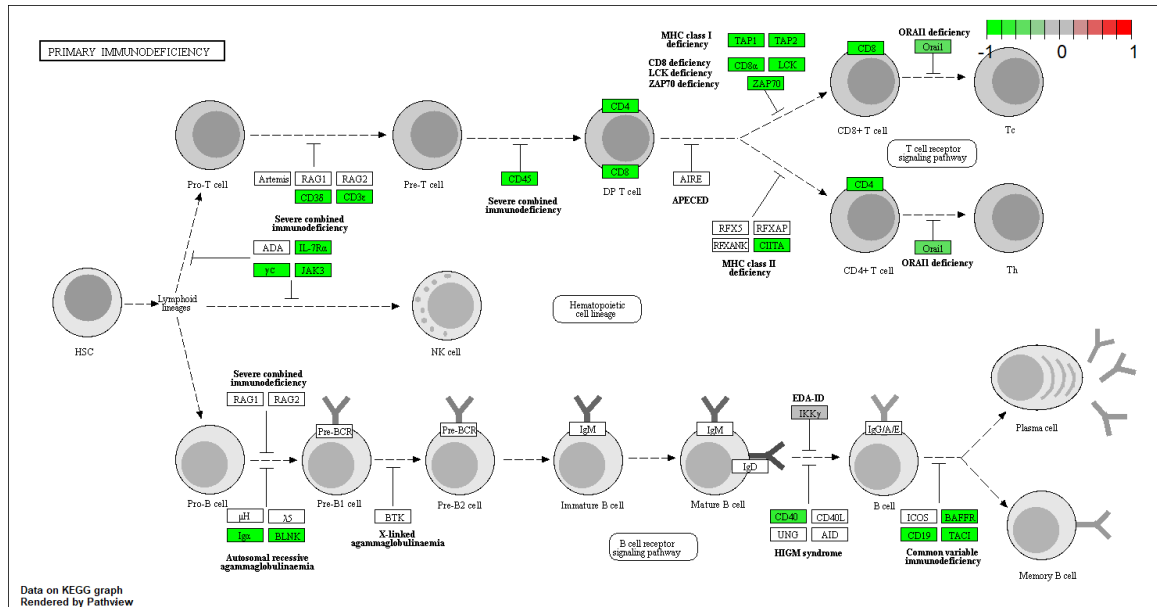 PRIMARY IMMUNODEFICIENCY
MHC class I
deficiency
TAP1 TAP2
CD8 deficiency
LCK deficiency
ZAP70 deficiency
CD8α LCK
ZAP70
CD8
CD8+ T cell
ORAI1 deficiency
Orai1
Tc
-1 0 1
Pro-T cell
Artemis RAG1 RAG2
CD3δ CD3ε
Severe combined
immunodeficiency
Pre-T cell
CD45
Severe combined
immunodeficiency
CD4
CD8
DP T cell
AIRE
APECED
T cell receptor
signaling pathway
RFX5 RFXAP
RFXANK CIITA
MHC class II
deficiency
CD4
CD4+ T cell
Orai1
ORAI1 deficiency
Th
ADA IL-7Rα
γc JAK3
HSC
Lymphoid
lineages
NK cell
Hematopoietic
cell lineage
Severe combined
immunodeficiency
RAG1 RAG2
Pro-B cell
μH λ5
Igα BLNK
Autosomal recessive
agammaglobulinaemia
Pre-BCR
Pre-B1 cell
BTK
X-linked
agammaglobulinaemia
Pre-BCR
Pre-B2 cell
IgM
Immature B cell
IgM
IgD
Mature B cell
B cell receptor
signaling pathway
EDA-ID
IKKγ
CD40 CD40L
UNG AID
HIGM syndrome
IgG/A/E
B cell
ICOS BAFFR
CD19 TACI
Common variable
immunodeficiency
Plasma cell
Memory B cell
Data on KEGG graph
Rendered by Pathview